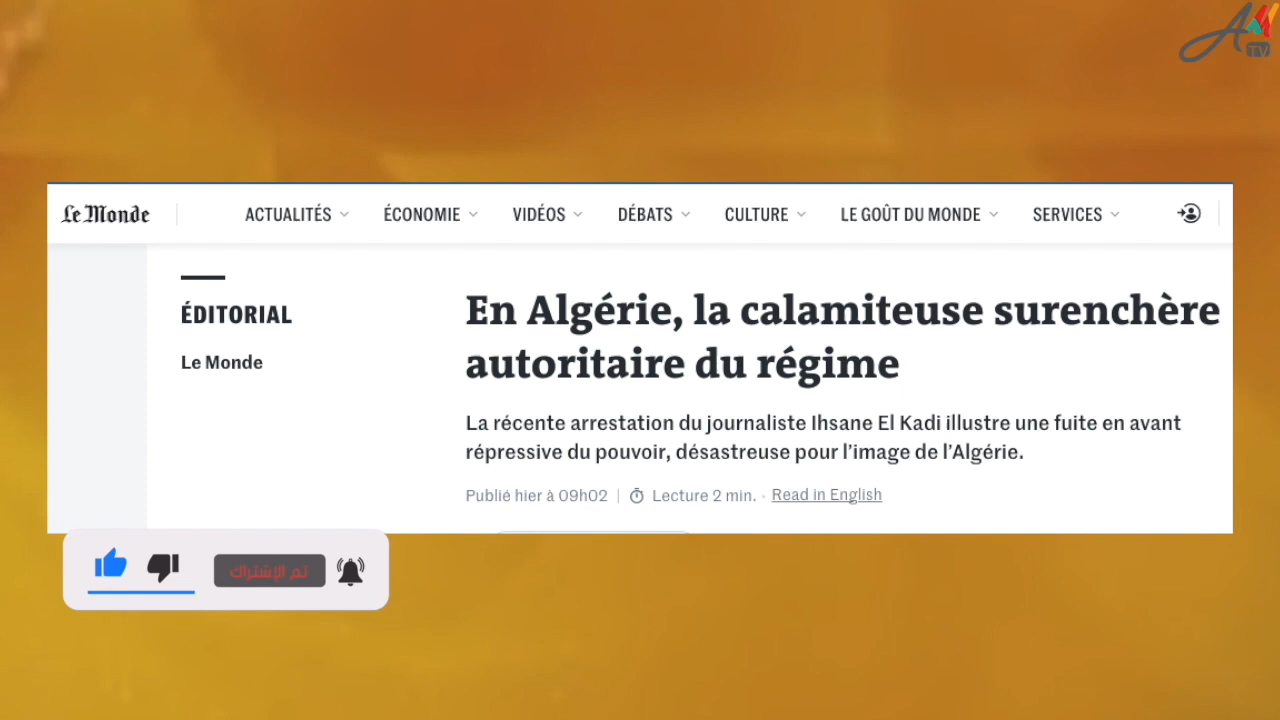 TV
Le Monde
ACTUALITÉS ÉCONOMIE VIDÉOS DÉBATS CULTURE LE GOÛT DU MONDE SERVICES
ÉDITORIAL
Le Monde
En Algérie, la calamiteuse surenchère
autoritaire du régime
La récente arrestation du journaliste Ihsane El Kadi illustre une fuite en avant
répressive du pouvoir, désastreuse pour l'image de l'Algérie.
Publié hier à 09h02 | Lecture 2 min. · Read in English
تم الإشتراك